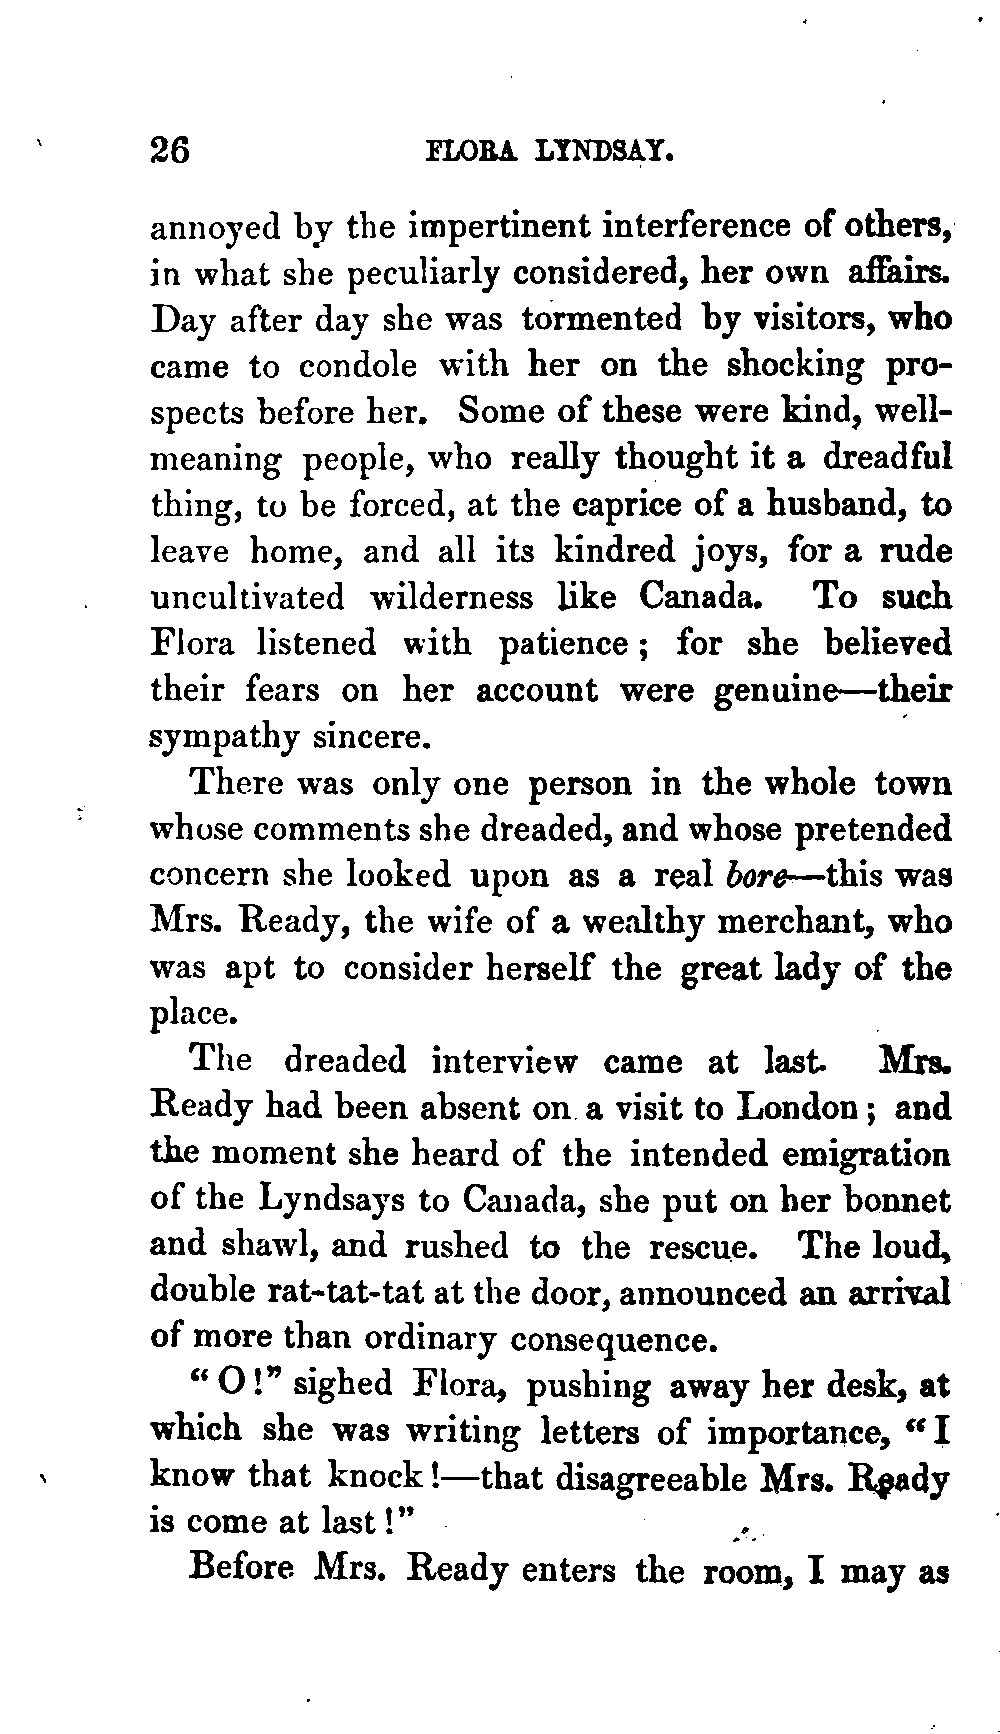 26 FLORA LYNDSAY.
annoyed by the impertinent interference of others,
in what she peculiarly considered, her own affairs.
Day after day she was tormented by visitors, who
came to condole with her on the shocking pro-
spects before her. Some of these were kind, well-
meaning people, who really thought it a dreadful
thing, to be forced, at the caprice of a husband, to
leave home, and all its kindred joys, for a rude
uncultivated wilderness like Canada. To such
Flora listened with patience; for she believed
their fears on her account were genuine—their
sympathy sincere.
There was only one person in the whole town
whose comments she dreaded, and whose pretended
concern she looked upon as a real bore—this was
Mrs. Ready, the wife of a wealthy merchant, who
was apt to consider herself the great lady of the
place.
The dreaded interview came at last. Mrs.
Ready had been absent on a visit to London; and
the moment she heard of the intended emigration
of the Lyndsays to Canada, she put on her bonnet
and shawl, and rushed to the rescue. The loud,
double rat-tat-tat at the door, announced an arrival
of more than ordinary consequence.
"O!" sighed Flora, pushing away her desk, at
which she was writing letters of importance, "I
know that knock!—that disagreeable Mrs. Ready
is come at last!"
Before Mrs. Ready enters the room, I may as